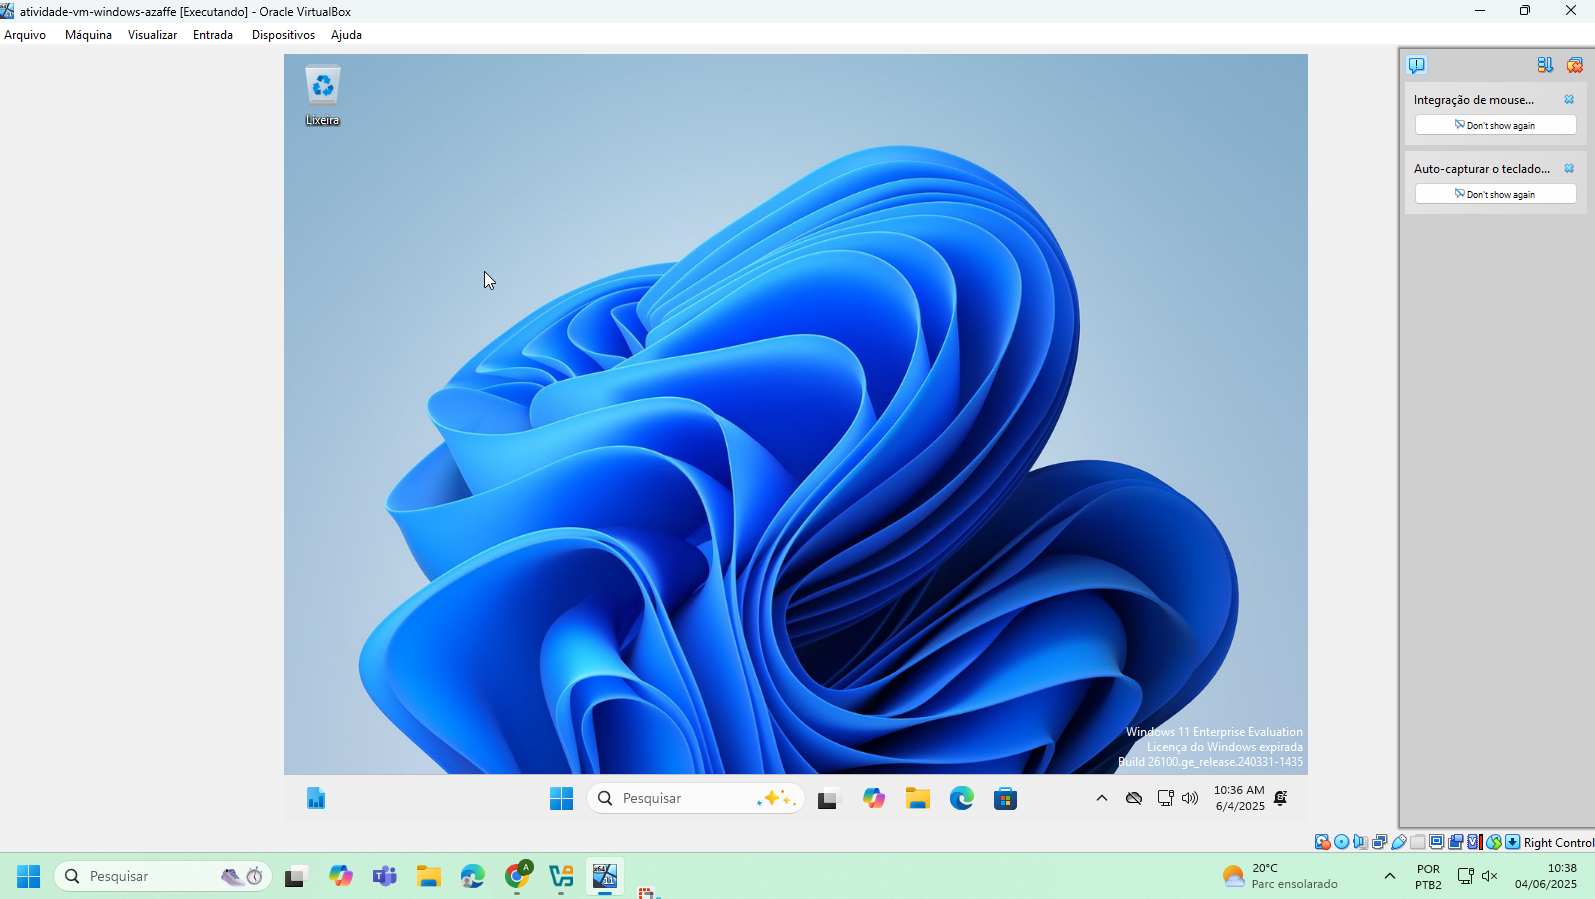 atividade-vm-windows-azaffe [Executando] - Oracle VirtualBox
Arquivo Máquina Visualizar Entrada Dispositivos Ajuda
Lixeira
Integração de mouse...
Don't show again
Auto-capturar o teclado...
Don't show again
Windows 11 Enterprise Evaluation
Licença do Windows expirada
Build 26100.ge_release.240331-1435
Pesquisar
10:36 AM
6/4/2025
Right Control
Pesquisar
A
x64
11
20°C
Parc ensolarado
POR
PTB2
10:38
04/06/2025